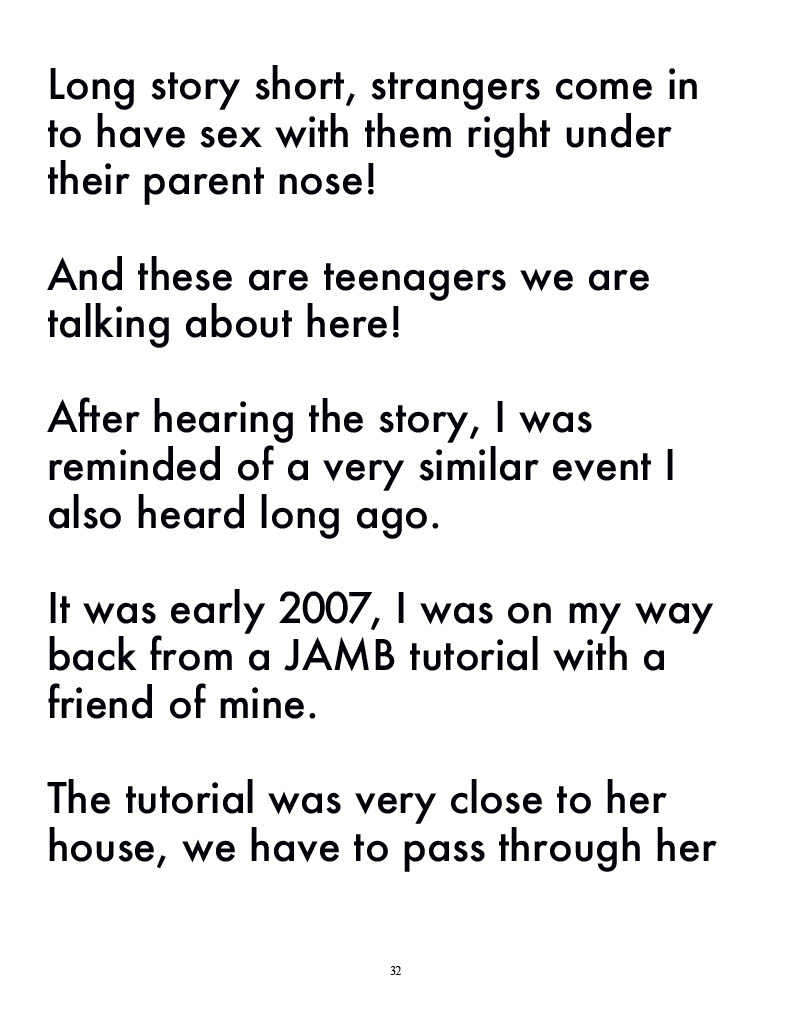 Long story short, strangers come in
to have sex with them right under
their parent nose!
And these are teenagers we are
talking about here!
After hearing the story, I was
reminded of a very similar event I
also heard long ago.
It was early 2007, I was on my way
back from a JAMB tutorial with a
friend of mine.
The tutorial was very close to her
house, we have to pass through her
32